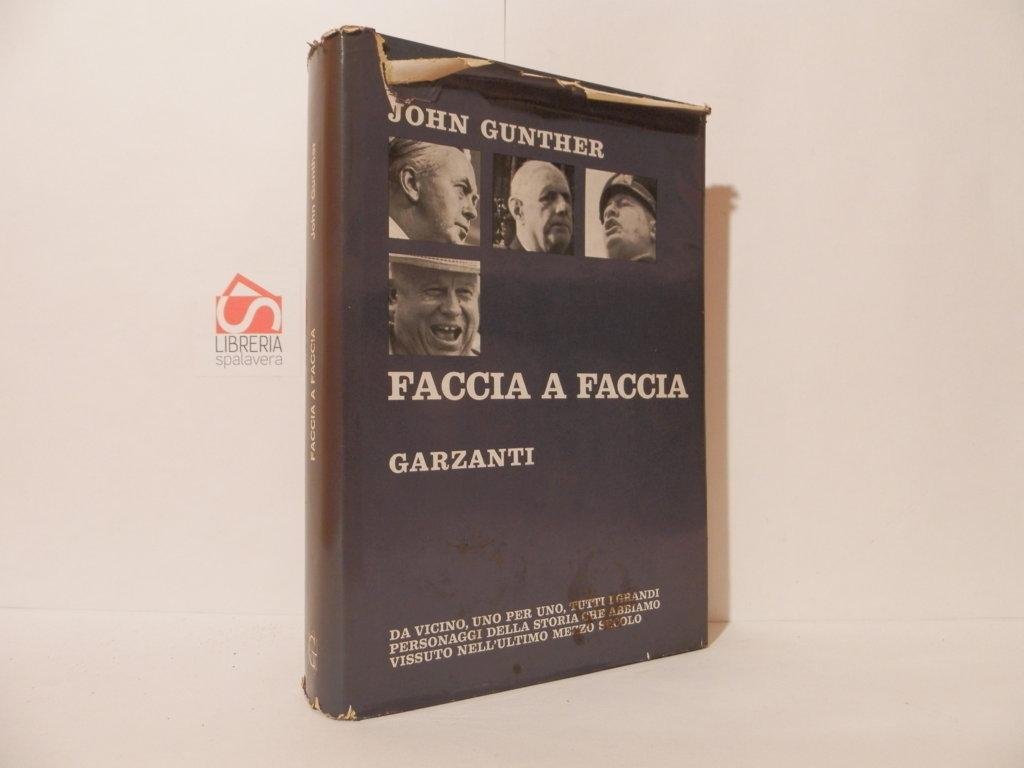 JOHN GUNTHER
FACCIA A FACCIA
GARZANTI
DA VICINO, UNO PER UNO, TUTTI I GRANDI
PERSONAGGI DELLA STORIA CHE ABBIAMO
VISSUTO NELL'ULTIMO MEZZO SECOLO
John Gunther
FACCIA A FACCIA
LIBRERIA
spalavera